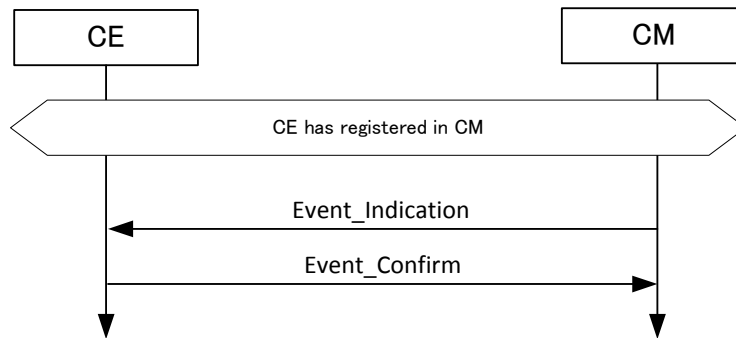 CE
CM
CE has registered in CM
Event_Indication
Event_Confirm